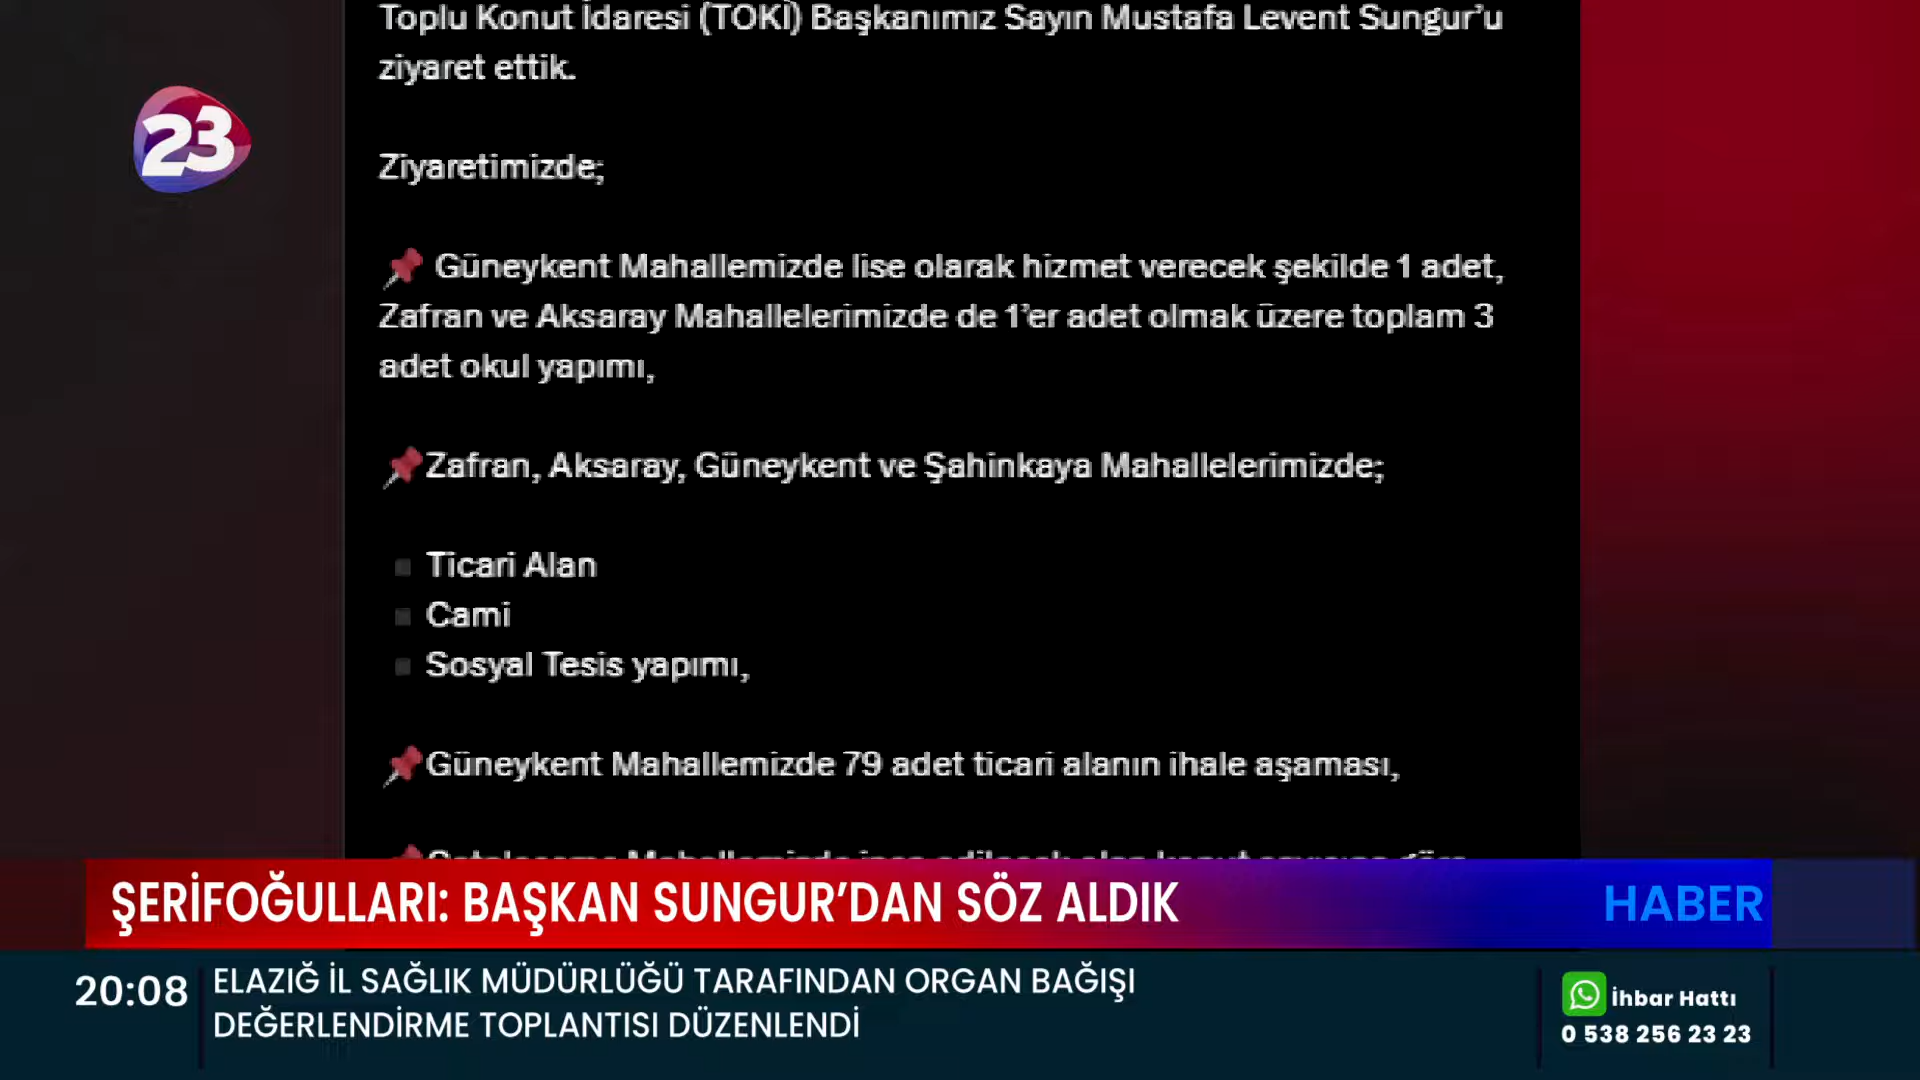 Toplu Konut İdaresi (TOKİ) Başkanımız Sayın Mustafa Levent Sungur’u
ziyaret ettik.
23
Ziyaretimizde;
📌 Güneykent Mahallemizde lise olarak hizmet verecek şekilde 1 adet,
Zafran ve Aksaray Mahallelerimizde de 1’er adet olmak üzere toplam 3
adet okul yapımı,
📌Zafran, Aksaray, Güneykent ve Şahinkaya Mahallelerimizde;
▪ Ticari Alan
▪ Cami
▪ Sosyal Tesis yapımı,
📌Güneykent Mahallemizde 79 adet ticari alanın ihale aşaması,
ŞERİFOĞULLARI: BAŞKAN SUNGUR’DAN SÖZ ALDIK
HABER
20:08
ELAZIĞ İL SAĞLIK MÜDÜRLÜĞÜ TARAFINDAN ORGAN BAĞIŞI
DEĞERLENDİRME TOPLANTISI DÜZENLENDİ
İhbar Hattı
0 538 256 23 23